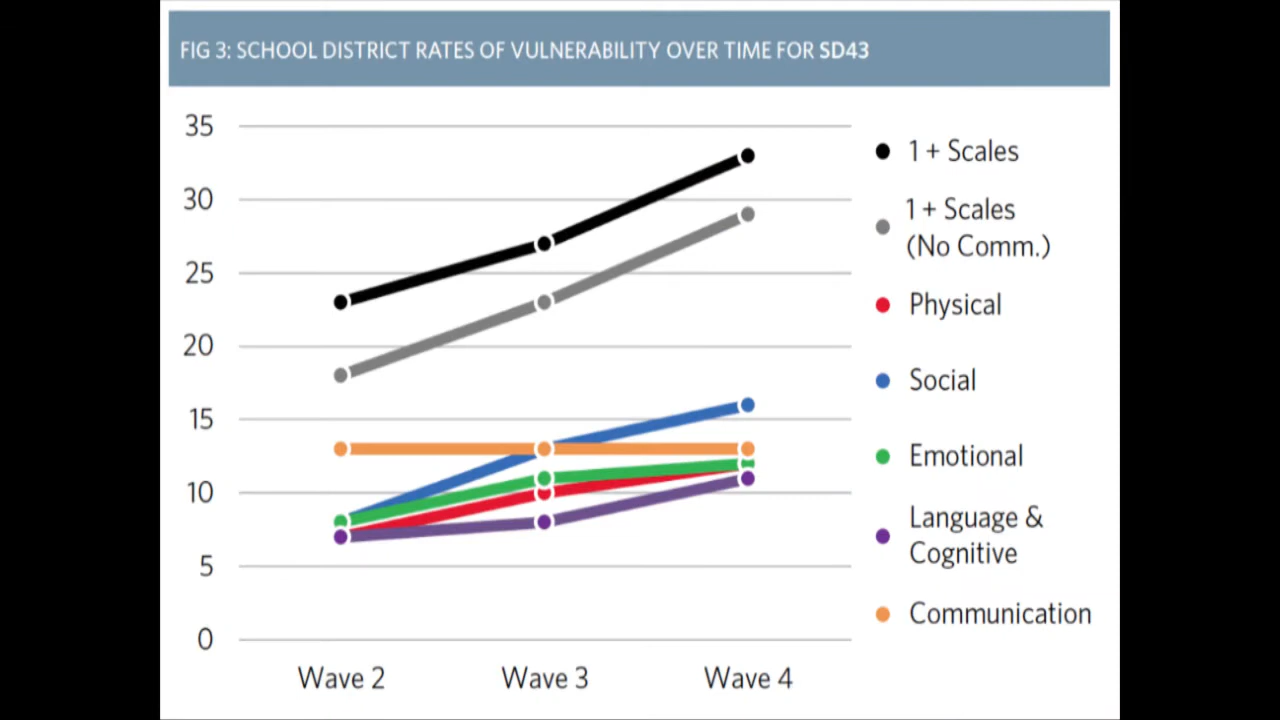 FIG 3: SCHOOL DISTRICT RATES OF VULNERABILITY OVER TIME FOR SD43
35
30
25
20
15
10
5
0
Wave 2 Wave 3 Wave 4
1 + Scales
1 + Scales
(No Comm.)
Physical
Social
Emotional
Language &
Cognitive
Communication